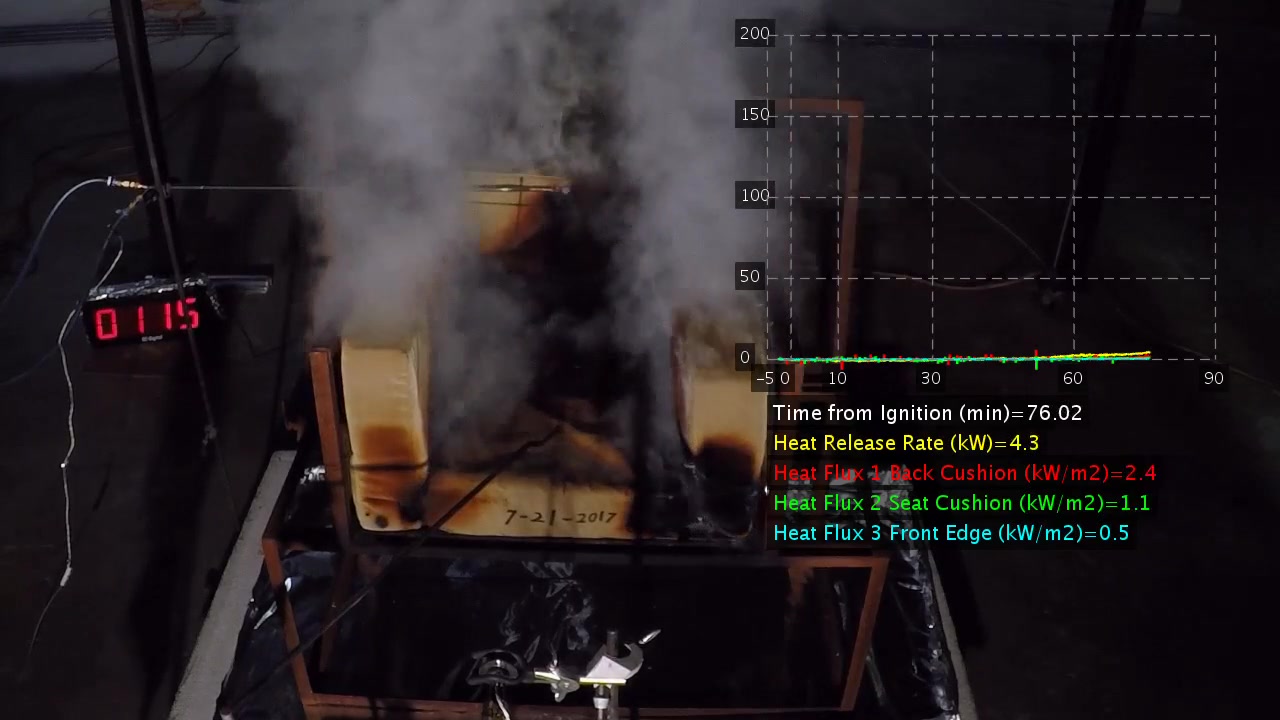 200
150
100
50
0
-5 0 10 30 60 90
Time from Ignition (min)=76.02
Heat Release Rate (kW)=4.3
Heat Flux 1 Back Cushion (kW/m2)=2.4
Heat Flux 2 Seat Cushion (kW/m2)=1.1
Heat Flux 3 Front Edge (kW/m2)=0.5
0115
7-21-2017